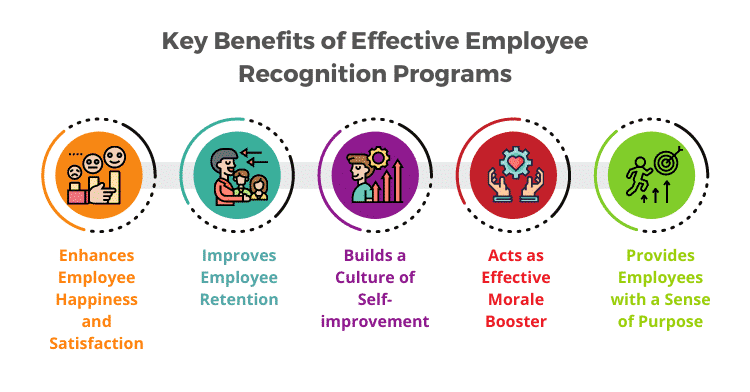 Key Benefits of Effective Employee
Recognition Programs
Enhances
Employee
Happiness
and
Satisfaction
Improves
Employee
Retention
Builds a
Culture of
Self-
improvement
Acts as
Effective
Morale
Booster
Provides
Employees
with a Sense
of Purpose